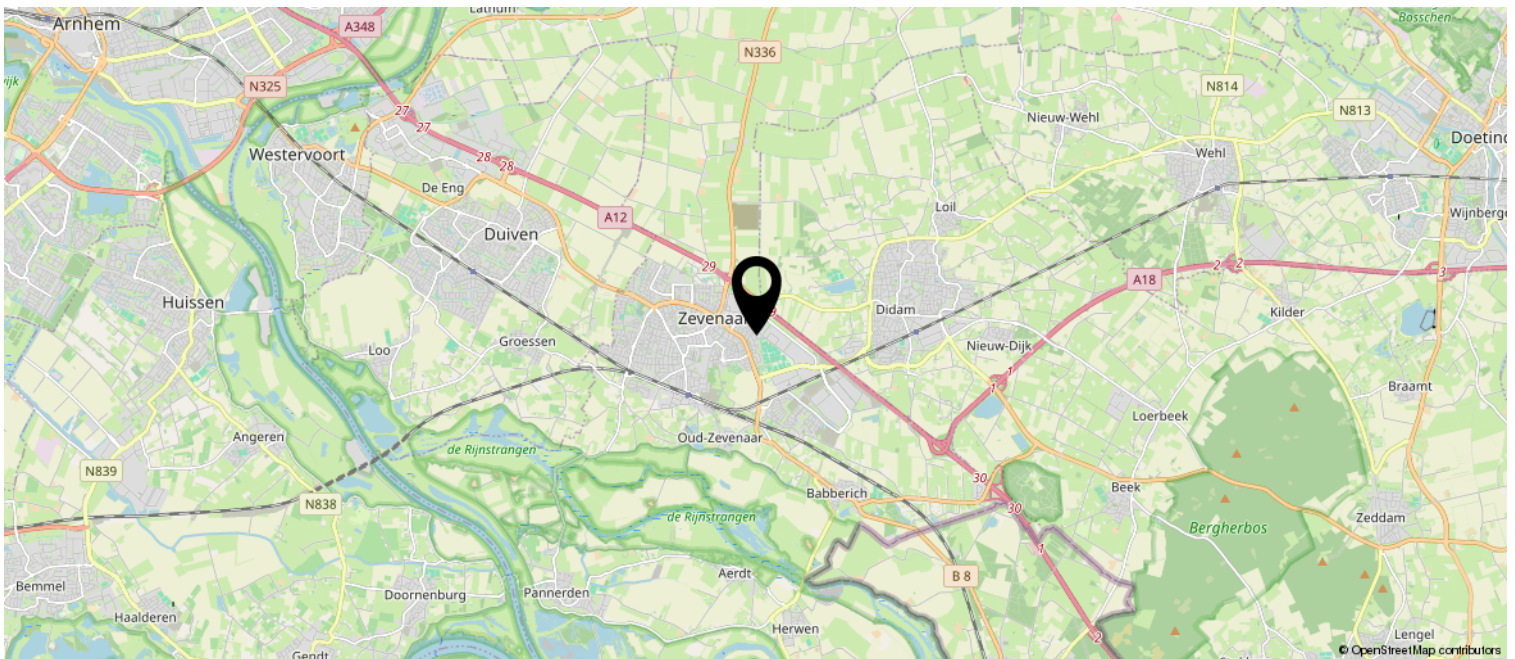 Lathum
Arnhem
A348
Bosschen
N336
N325
N814
N813
27
27
Nieuw-Wehl
Doetinc
Westervoort
28
28
Wehl
De Eng
Loil
Wijnberge
A12
Duiven
29
2
2
A18
3
Huissen
Zevenaar
Didam
Kilder
Groessen
Loo
Nieuw-Dijk
1
1
Braamt
Loerbeek
Angeren
Oud-Zevenaar
de Rijnstrangen
N839
30
Babberich
Beek
N838
30
de Rijnstrangen
Zeddam
Bergherbos
1
Aerdt
B 8
Bemmel
Doornenburg
Pannerden
Haalderen
Herwen
2
Lengel
Gendt
© OpenStreetMap contributors